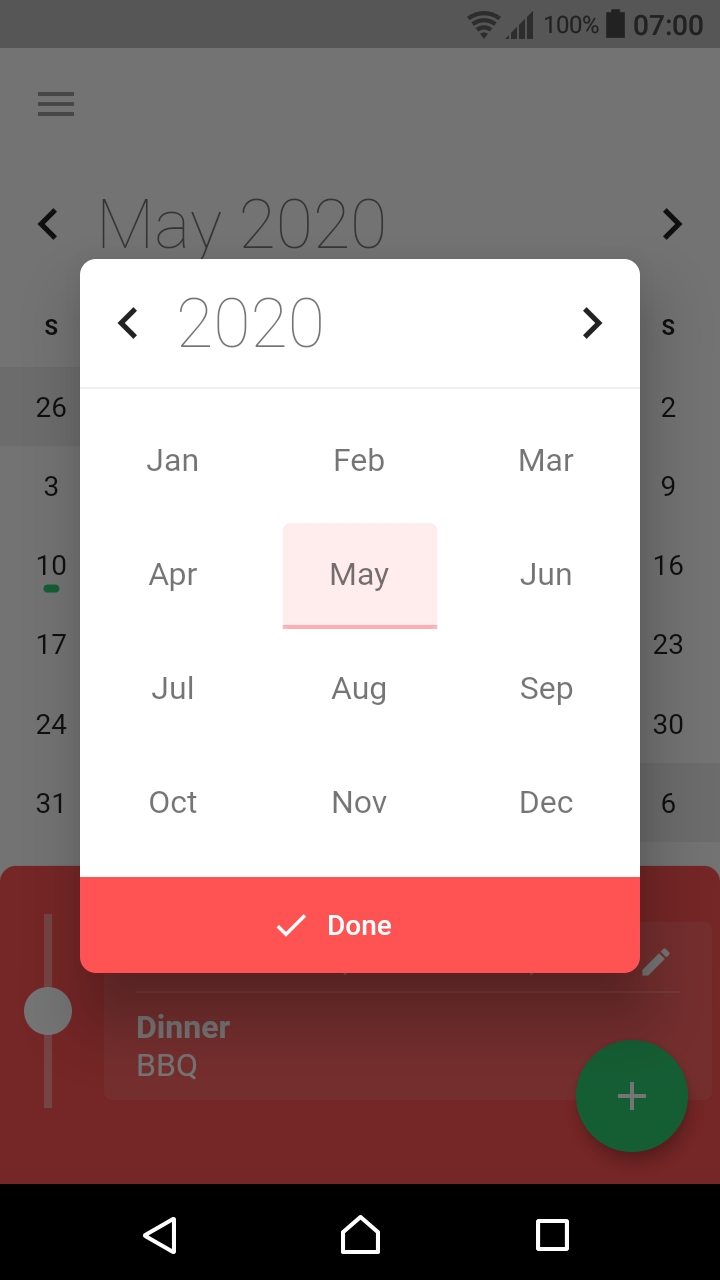 100% 07:00
May 2020
2020
S S
Jan Feb Mar
26 2
3 9
Apr May Jun
10 16
17 23
Jul Aug Sep
24 30
31 Oct Nov Dec 6
Done
Dinner
BBQ